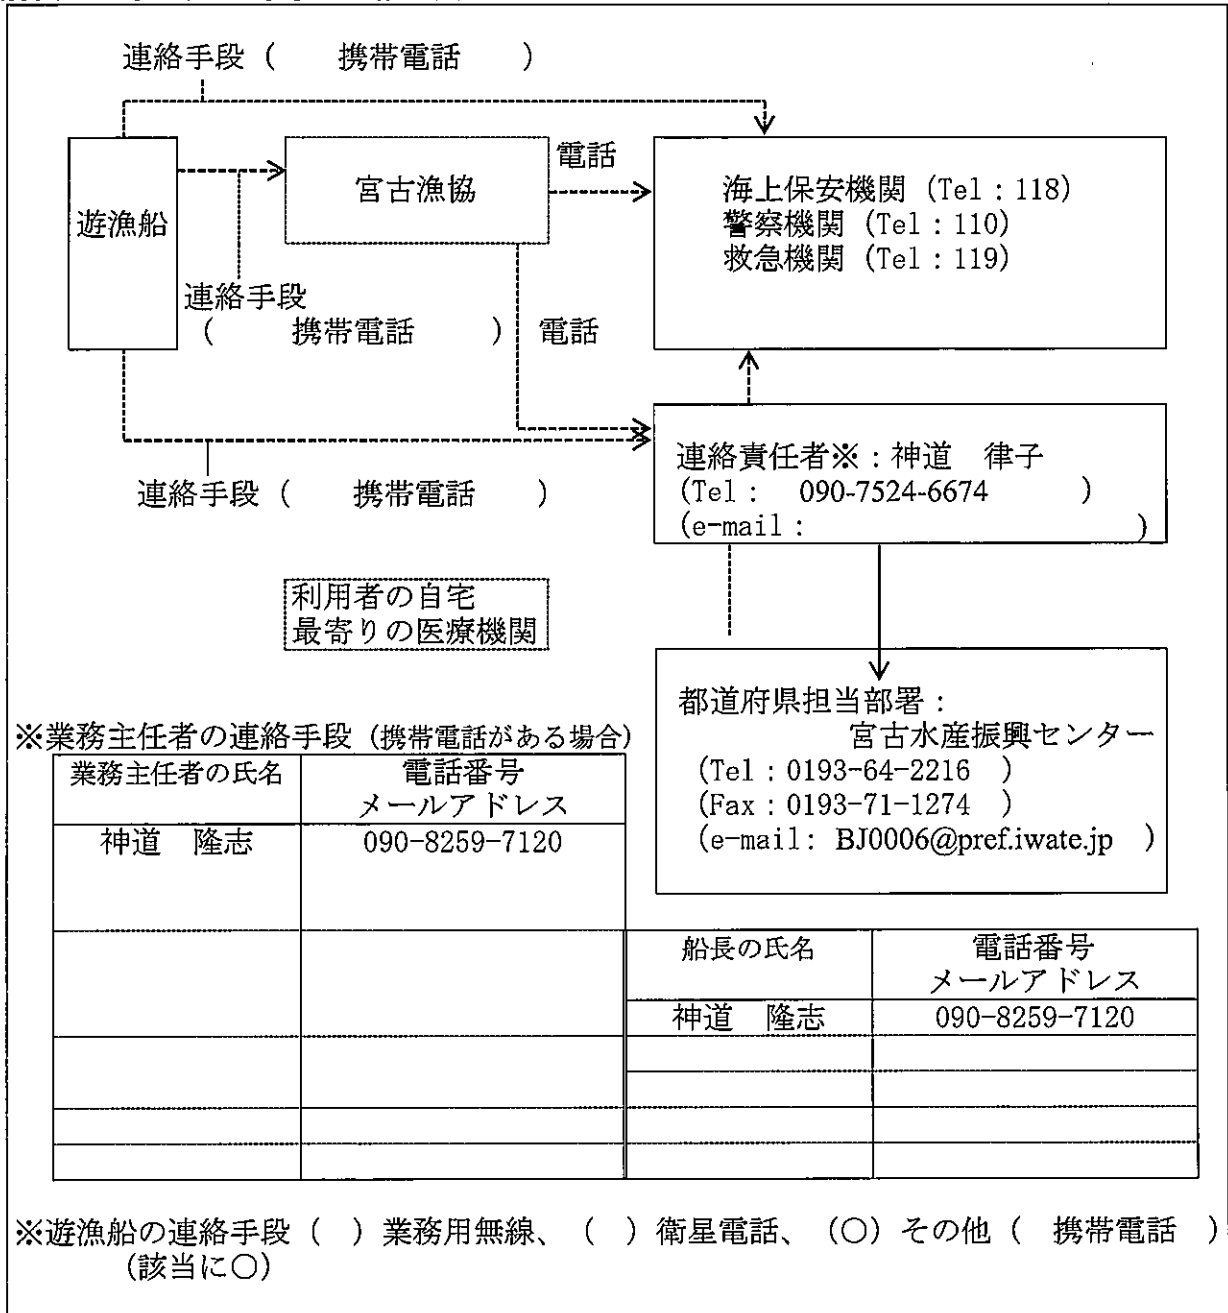 連絡手段（　　携帯電話　　）
遊漁船
宮古漁協
電話
海上保安機関（Tel：118）
警察機関（Tel：110）
救急機関（Tel：119）
連絡手段
（　　携帯電話　　）
電話
連絡手段（　　携帯電話　　）
連絡責任者※：神道　律子
（Tel：　090-7524-6674　　）
（e-mail：　　　　　　　　）
利用者の自宅
最寄りの医療機関
都道府県担当部署：
宮古水産振興センター
（Tel：0193-64-2216　）
（Fax：0193-71-1274　）
（e-mail: BJ0006@pref.iwate.jp　）
※業務主任者の連絡手段（携帯電話がある場合）
業務主任者の氏名　電話番号
メールアドレス
神道　隆志　090-8259-7120
船長の氏名　電話番号
メールアドレス
神道　隆志　090-8259-7120
※遊漁船の連絡手段（　）業務用無線、（　）衛星電話、（○）その他（　携帯電話　）
（該当に○）